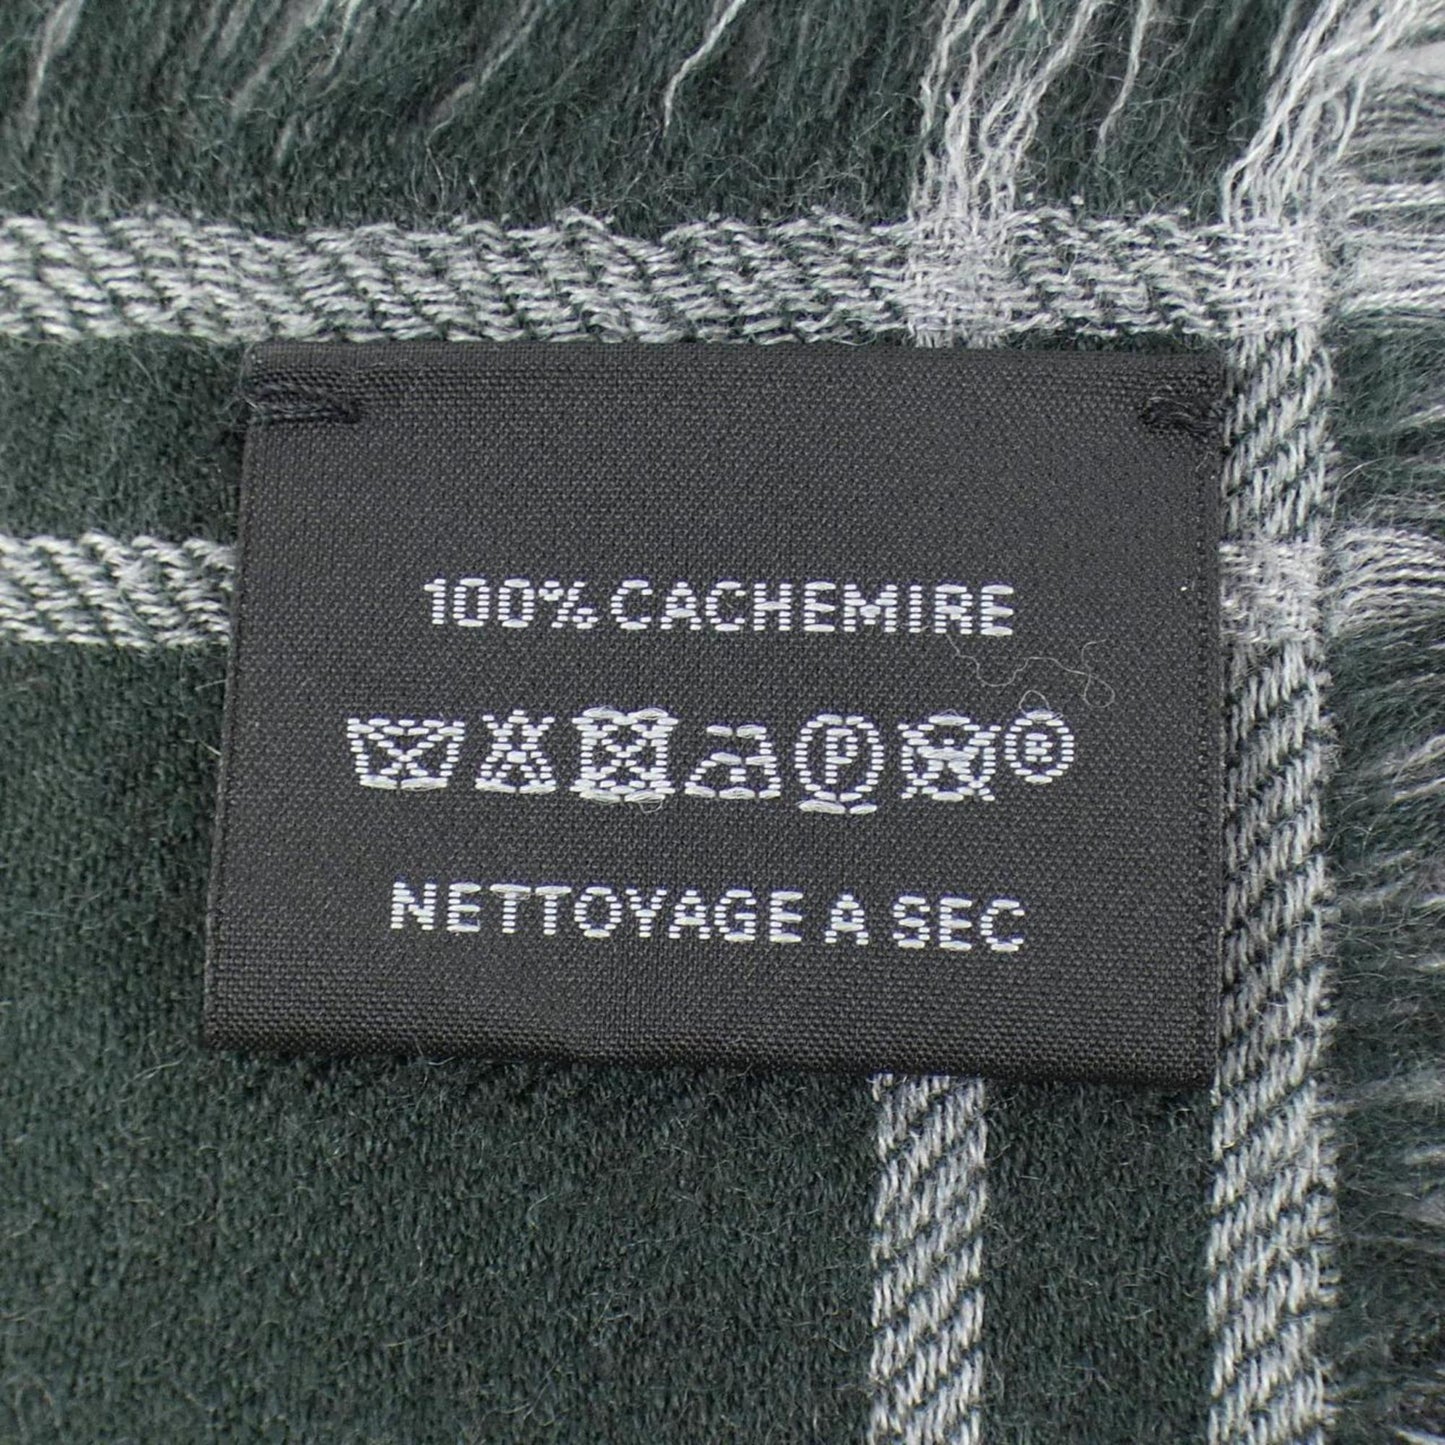 100% CACHEMIRE
P ®
NETTOYAGE A SEC